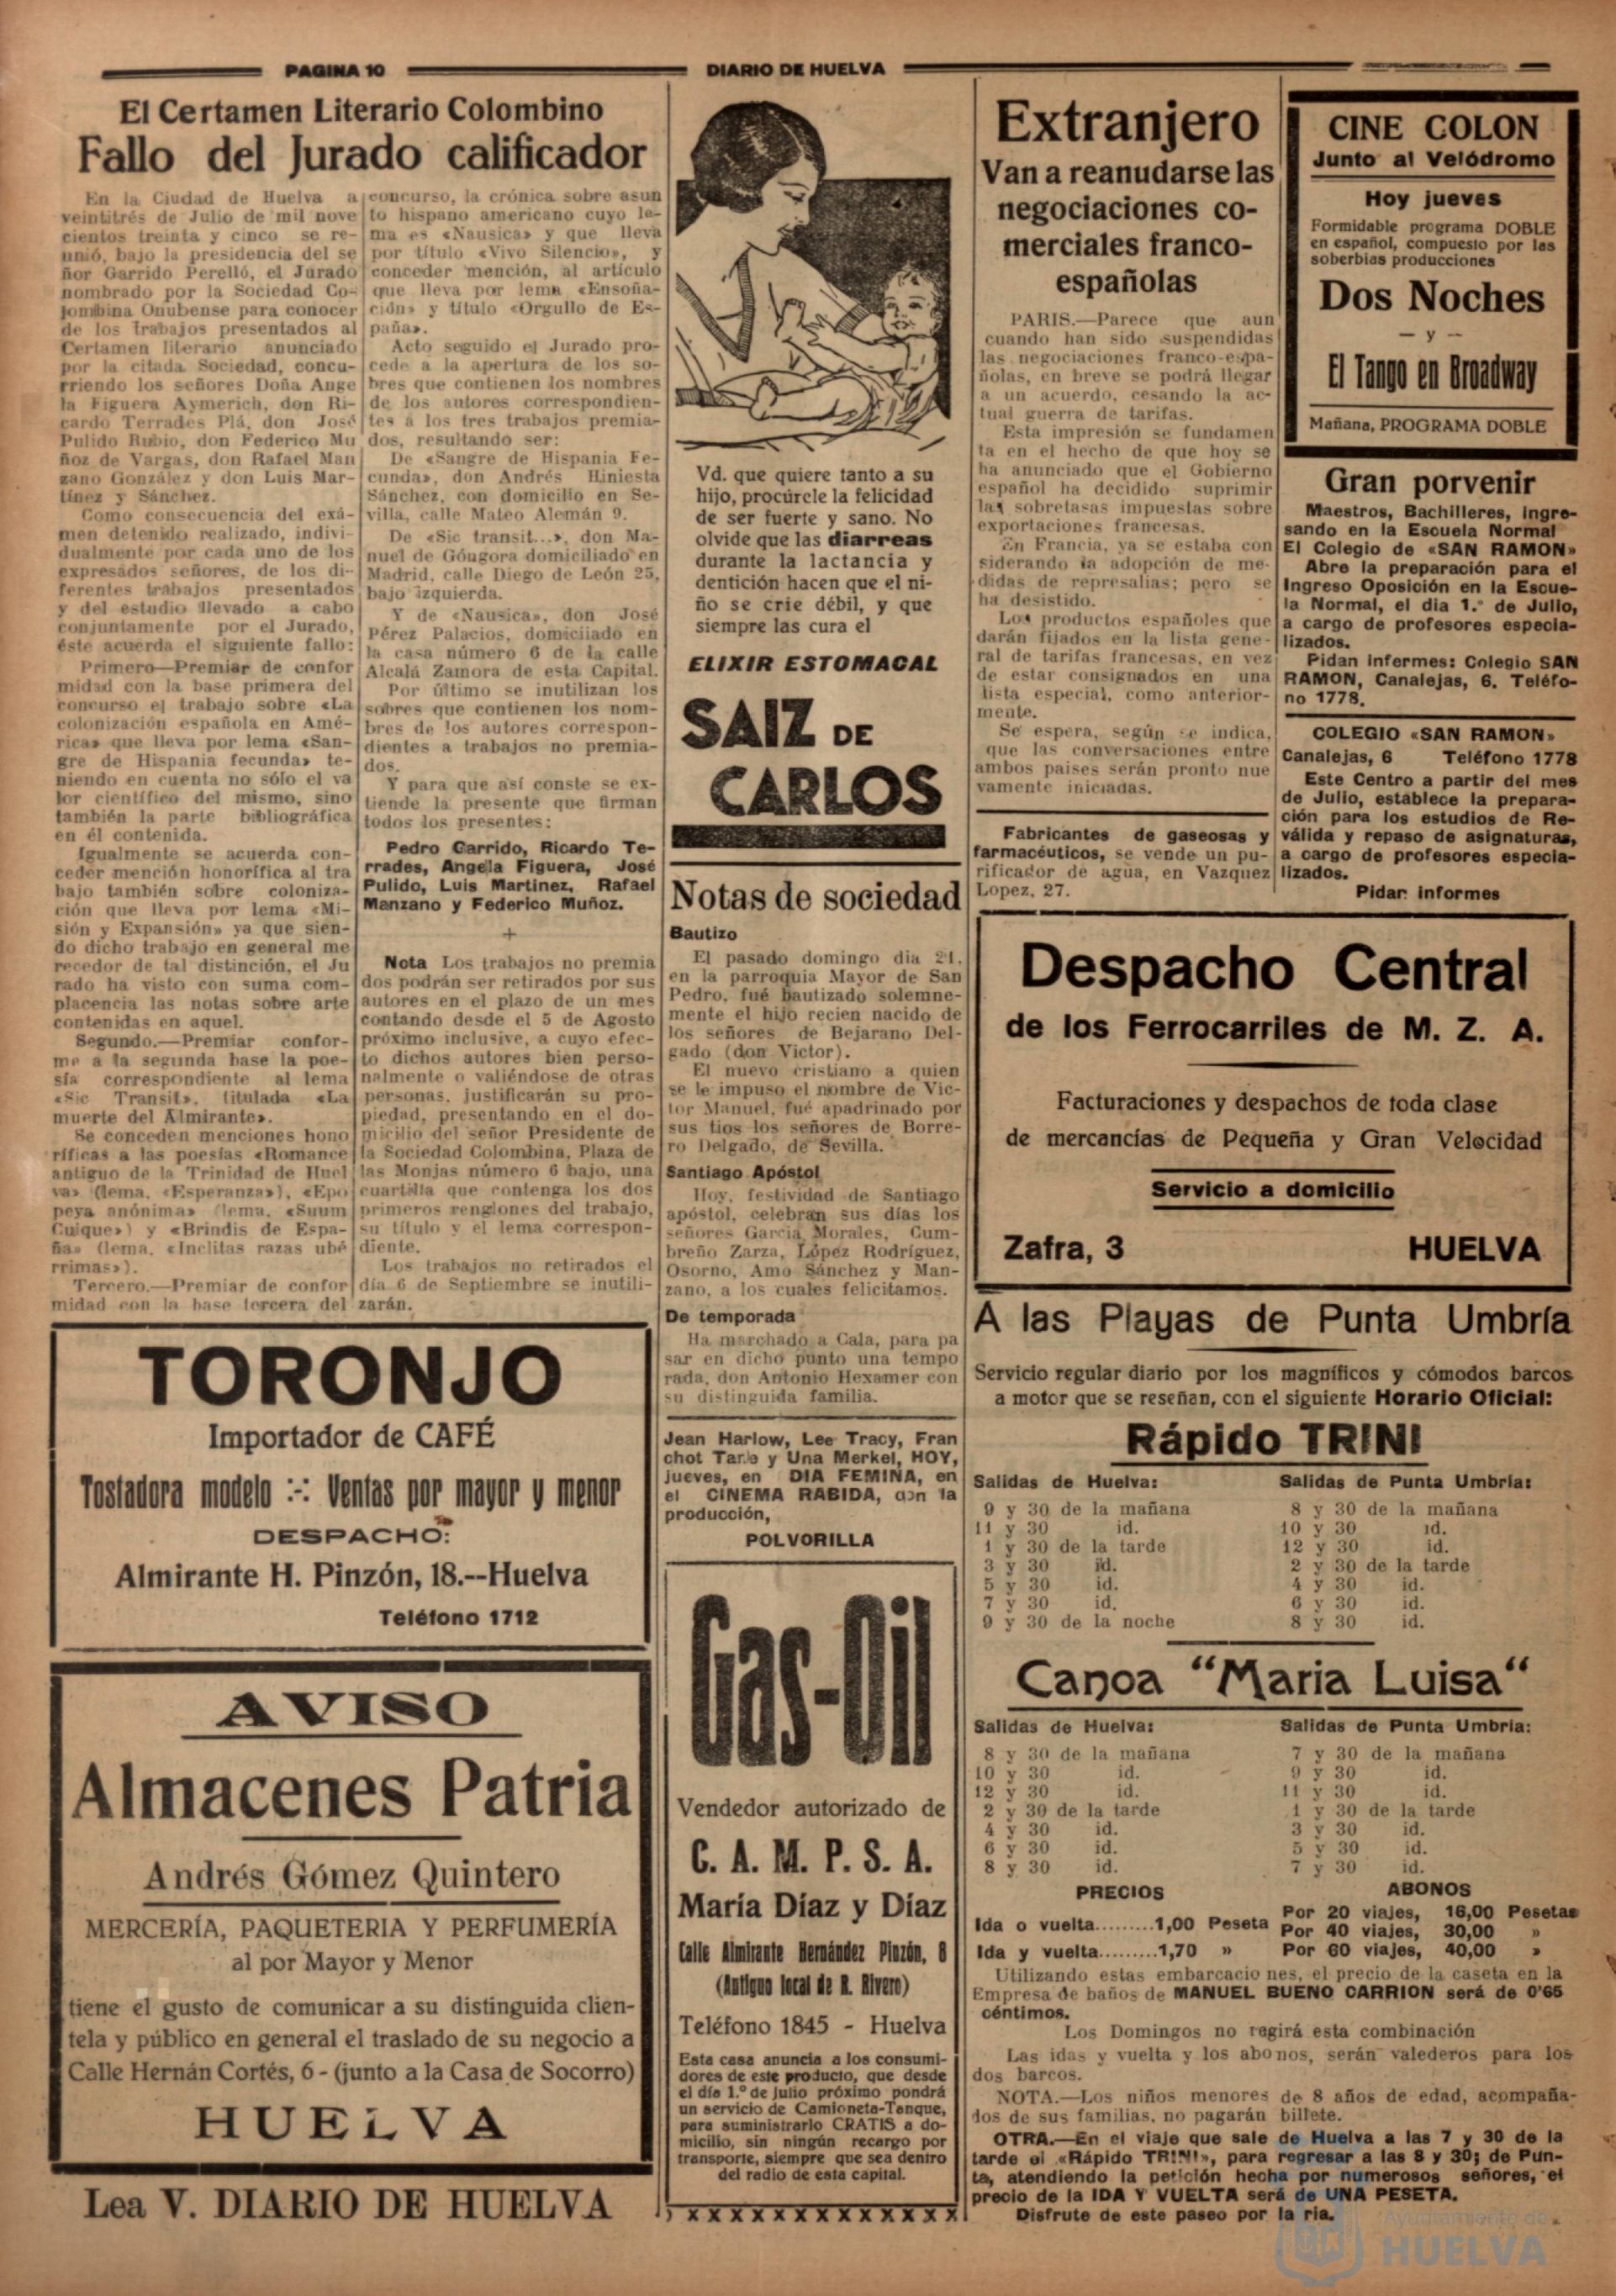 PAGINA 10
DIARIO DE HUELVA
El Certamen Literario Colombino
Fallo del Jurado calificador
En la Ciudad de Huelva a
veintitrés de Julio de mil nove
cientos treinta y cinco se re-
unió, bajo la presidencia del se
ñor Garrido Perelló, el Jurado
nombrado por la Sociedad Co-
lombina Onubense para conocer
de los trabajos presentados al
Certamen literario anunciado
por la citada Sociedad, concu-
rriendo los señores Doña Ange
la Figuera Aymerich, don Ri-
cardo Terrades Plá, don José
Pulido Rubio, don Federico Mu
ñoz de Vargas, don Rafael Man
zano González y don Luis Mar-
tínez y Sánchez.
Como consecuencia del exá-
men detenido realizado, indivi-
dualmente por cada uno de los
expresados señores, de los di-
ferentes trabajos presentados
y del estudio llevado a cabo
conjuntamente por el Jurado,
éste acuerda el siguiente fallo:
Primero—Premiar de confor
midad con la base primera del
concurso el trabajo sobre «La
colonización española en Amé-
rica» que lleva por lema «San-
gre de Hispania fecunda» te-
niendo en cuenta no sólo el va
lor científico del mismo, sino
también la parte bibliográfica
en él contenida.
Igualmente se acuerda con-
ceder mención honorífica al tra
bajo también sobre coloniza-
ción que lleva por lema «Mi-
sión y Expansión» ya que sien-
do dicho trabajo en general me
recedor de tal distinción, el Ju
rado ha visto con suma com-
placencia las notas sobre arte
contenidas en aquel.
Segundo.—Premiar confor-
me a la segunda base la poe-
sía correspondiente al lema
«Sic Transit», titulada «La
muerte del Almirante».
Se conceden menciones hono
ríficas a las poesías «Romance
antiguo de la Trinidad de Huel
va» (lema, «Esperanza»), «Epo
peya anónima» (lema, «Suum
Cuique») y «Brindis de Espa-
ña» (lema, «Inclitas razas ubé
rrimas»).
Tercero.—Premiar de confor
midad con la base tercera del
concurso, la crónica sobre asun
to hispano americano cuyo le-
ma es «Nausica» y que lleva
por título «Vivo Silencio», y
conceder mención, al artículo
que lleva por lema «Ensoña-
ción» y título «Orgullo de Es-
paña».
Acto seguido el Jurado pro-
cede a la apertura de los so-
bres que contienen los nombres
de los autores correspondien-
tes a los tres trabajos premia-
dos, resultando ser:
De «Sangre de Hispania Fe-
cunda», don Andrés Hiniesta
Sánchez, con domicilio en Se-
villa, calle Mateo Alemán 9.
De «Sic transit...», don Ma-
nuel de Góugora domiciliado en
Madrid, calle Diego de León 25,
bajo izquierda.
Y de «Nausica», don José
Pérez Palacios, domiciiado en
la casa número 6 de la calle
Alcalá Zamora de esta Capital.
Por último se inutilizan los
sobres que contienen los nom-
bres de los autores correspon-
dientes a trabajos no premia-
dos.
Y para que así conste se ex-
tiende la presente que firman
todos los presentes:
Pedro Garrido, Ricardo Te-
rrades, Angela Figuera, José
Pulido, Luis Martinez, Rafael
Manzano y Federico Muñoz.
+
Nota Los trabajos no premia
dos podrán ser retirados por sus
autores en el plazo de un mes
contando desde el 5 de Agosto
próximo inclusive, a cuyo efec-
to dichos autores bien perso-
nalmente o valiéndose de otras
personas, justificarán su pro-
piedad, presentando en el do-
micilio del señor Presidente de
la Sociedad Colombina, Plaza de
las Monjas número 6 bajo, una
cuartilla que contenga los dos
primeros renglones del trabajo,
su título y el lema correspon-
diente.
Los trabajos no retirados el
día 6 de Septiembre se inutili-
zarán.
TORONJO
Importador de CAFÉ
Tostadora modelo :-: Ventas por mayor y menor
DESPACHO:
Almirante H. Pinzón, 18.--Huelva
Teléfono 1712
AVISO
Almacenes Patria
Andrés Gómez Quintero
MERCERÍA, PAQUETERIA Y PERFUMERÍA
al por Mayor y Menor
tiene el gusto de comunicar a su distinguida clien-
tela y público en general el traslado de su negocio a
Calle Hernán Cortés, 6 - (junto a la Casa de Socorro)
HUELVA
Lea V. DIARIO DE HUELVA
Vd. que quiere tanto a su
hijo, procúrcle la felicidad
de ser fuerte y sano. No
olvide que las diarreas
durante la lactancia y
dentición hacen que el ni-
ño se crie débil, y que
siempre las cura el
ELIXIR ESTOMACAL
SAIZ DE
CARLOS
Notas de sociedad
Bautizo
El pasado domingo dia 21.
en la parroquia Mayor de San
Pedro, fué bautizado solemne-
mente el hijo recien nacido de
los señores de Bejarano Del-
gado (don Victor).
El nuevo cristiano a quien
se le impuso el nombre de Vic-
tor Manuel, fué apadrinado por
sus tios los señores de Borre-
ro Delgado, de Sevilla.
Santiago Apóstol
Hoy, festividad de Santiago
apóstol, celebran sus días los
señores Garcia Morales, Cum-
breño Zarza, López Rodríguez,
Osorno, Amo Sánchez y Man-
zano, a los cuales felicitamos.
De temporada
Ha marchado a Cala, para pa
sar en dicho punto una tempo
rada, don Antonio Hexamer con
su distinguida familia.
Jean Harlow, Lee Tracy, Fran
chot Tane y Una Merkel, HOY,
jueves, en DIA FEMINA, en
el CINEMA RABIDA, con la
producción,
POLVORILLA
Gas-Oil
Vendedor autorizado de
C. A. M. P. S. A.
María Díaz y Díaz
Calle Almirante Hernández Pinzón, 8
(Antiguo local de R. Rivero)
Teléfono 1845 - Huelva
Esta casa anuncia a los consumi-
dores de este producto, que desde
el día 1.º de julio próximo pondrá
un servicio de Camioneta-Tanque,
para suministrarlo GRATIS a do-
micilio, sin ningún recargo por
transporte, siempre que sea dentro
del radio de esta capital.
X X X X X X X X X X X X X
Extranjero
Van a reanudarse las
negociaciones co-
merciales franco-
españolas
PARIS.—Parece que aun
cuando han sido suspendidas
las negociaciones franco-espa-
ñolas, en breve se podrá llegar
a un acuerdo, cesando la ac-
tual guerra de tarifas.
Esta impresión se fundamen
ta en el hecho de que hoy se
ha anunciado que el Gobierno
español ha decidido suprimir
las sobretasas impuestas sobre
exportaciones francesas.
En Francia, ya se estaba con
siderando la adopción de me-
didas de represalias; pero se
ha desistido.
Los productos españoles que
darán fijados en la lista gene-
ral de tarifas francesas, en vez
de estar consignados en una
lista especial, como anterior-
mente.
Se espera, según se indica,
que las conversaciones entre
ambos paises serán pronto nue
vamente iniciadas.
Fabricantes de gaseosas y
farmacéuticos, se vende un pu-
rificador de agua, en Vazquez
Lopez, 27.
CINE COLON
Junto al Velódromo
Hoy jueves
Formidable programa DOBLE
en español, compuesto por las
soberbias producciones
Dos Noches
— y —
El Tango en Broadway
Mañana, PROGRAMA DOBLE
Gran porvenir
Maestros, Bachilleres, ingre-
sando en la Escuela Normal
El Colegio de «SAN RAMON»
Abre la preparación para el
Ingreso Oposición en la Escue-
la Normal, el dia 1.º de Julio,
a cargo de profesores especia-
lizados.
Pidan infermes: Colegio SAN
RAMON, Canalejas, 6. Teléfo-
no 1778.
COLEGIO «SAN RAMON»
Canalejas, 6 Teléfono 1778
Este Centro a partir del mes
de Julio, establece la prepara-
ción para los estudios de Re-
válida y repaso de asignaturas,
a cargo de profesores especia-
lizados.
Pidan informes
Despacho Central
de los Ferrocarriles de M. Z. A.
Facturaciones y despachos de toda clase
de mercancías de Pequeña y Gran Velocidad
Servicio a domicilio
Zafra, 3 HUELVA
A las Playas de Punta Umbría
Servicio regular diario por los magníficos y cómodos barcos
a motor que se reseñan, con el siguiente Horario Oficial:
Rápido TRINI
Salidas de Huelva: Salidas de Punta Umbría:
9 y 30 de la mañana 8 y 30 de la mañana
11 y 30 id. 10 y 30 id.
1 y 30 de la tarde 12 y 30 id.
3 y 30 id. 2 y 30 de la tarde
5 y 30 id. 4 y 30 id.
7 y 30 id. 6 y 30 id.
9 y 30 de la noche 8 y 30 id.
Canoa "Maria Luisa"
Salidas de Huelva: Salidas de Punta Umbría:
8 y 30 de la mañana 7 y 30 de la mañana
10 y 30 id. 9 y 30 id.
12 y 30 id. 11 y 30 id.
2 y 30 de la tarde 1 y 30 de la tarde
4 y 30 id. 3 y 30 id.
6 y 30 id. 5 y 30 id.
8 y 30 id. 7 y 30 id.
PRECIOS ABONOS
Ida o vuelta.........1,00 Peseta Por 20 viajes, 16,00 Pesetas
Por 40 viajes, 30,00 »
Ida y vuelta.........1,70 » Por 60 viajes, 40,00 »
Utilizando estas embarcacio nes, el precio de la caseta en la
Empresa de baños de MANUEL BUENO CARRION será de 0'65
céntimos.
Los Domingos no regirá esta combinación
Las idas y vuelta y los abonos, serán valederos para los
dos barcos.
NOTA.—Los niños menores de 8 años de edad, acompaña-
dos de sus familias, no pagarán billete.
OTRA.—En el viaje que sale de Huelva a las 7 y 30 de la
tarde el «Rápido TRINI», para regresar a las 8 y 30; de Pun-
ta, atendiendo la petición hecha por numerosos señores, el
precio de la IDA Y VUELTA será de UNA PESETA.
Disfrute de este paseo por la ria.
Ayuntamiento de
HUELVA